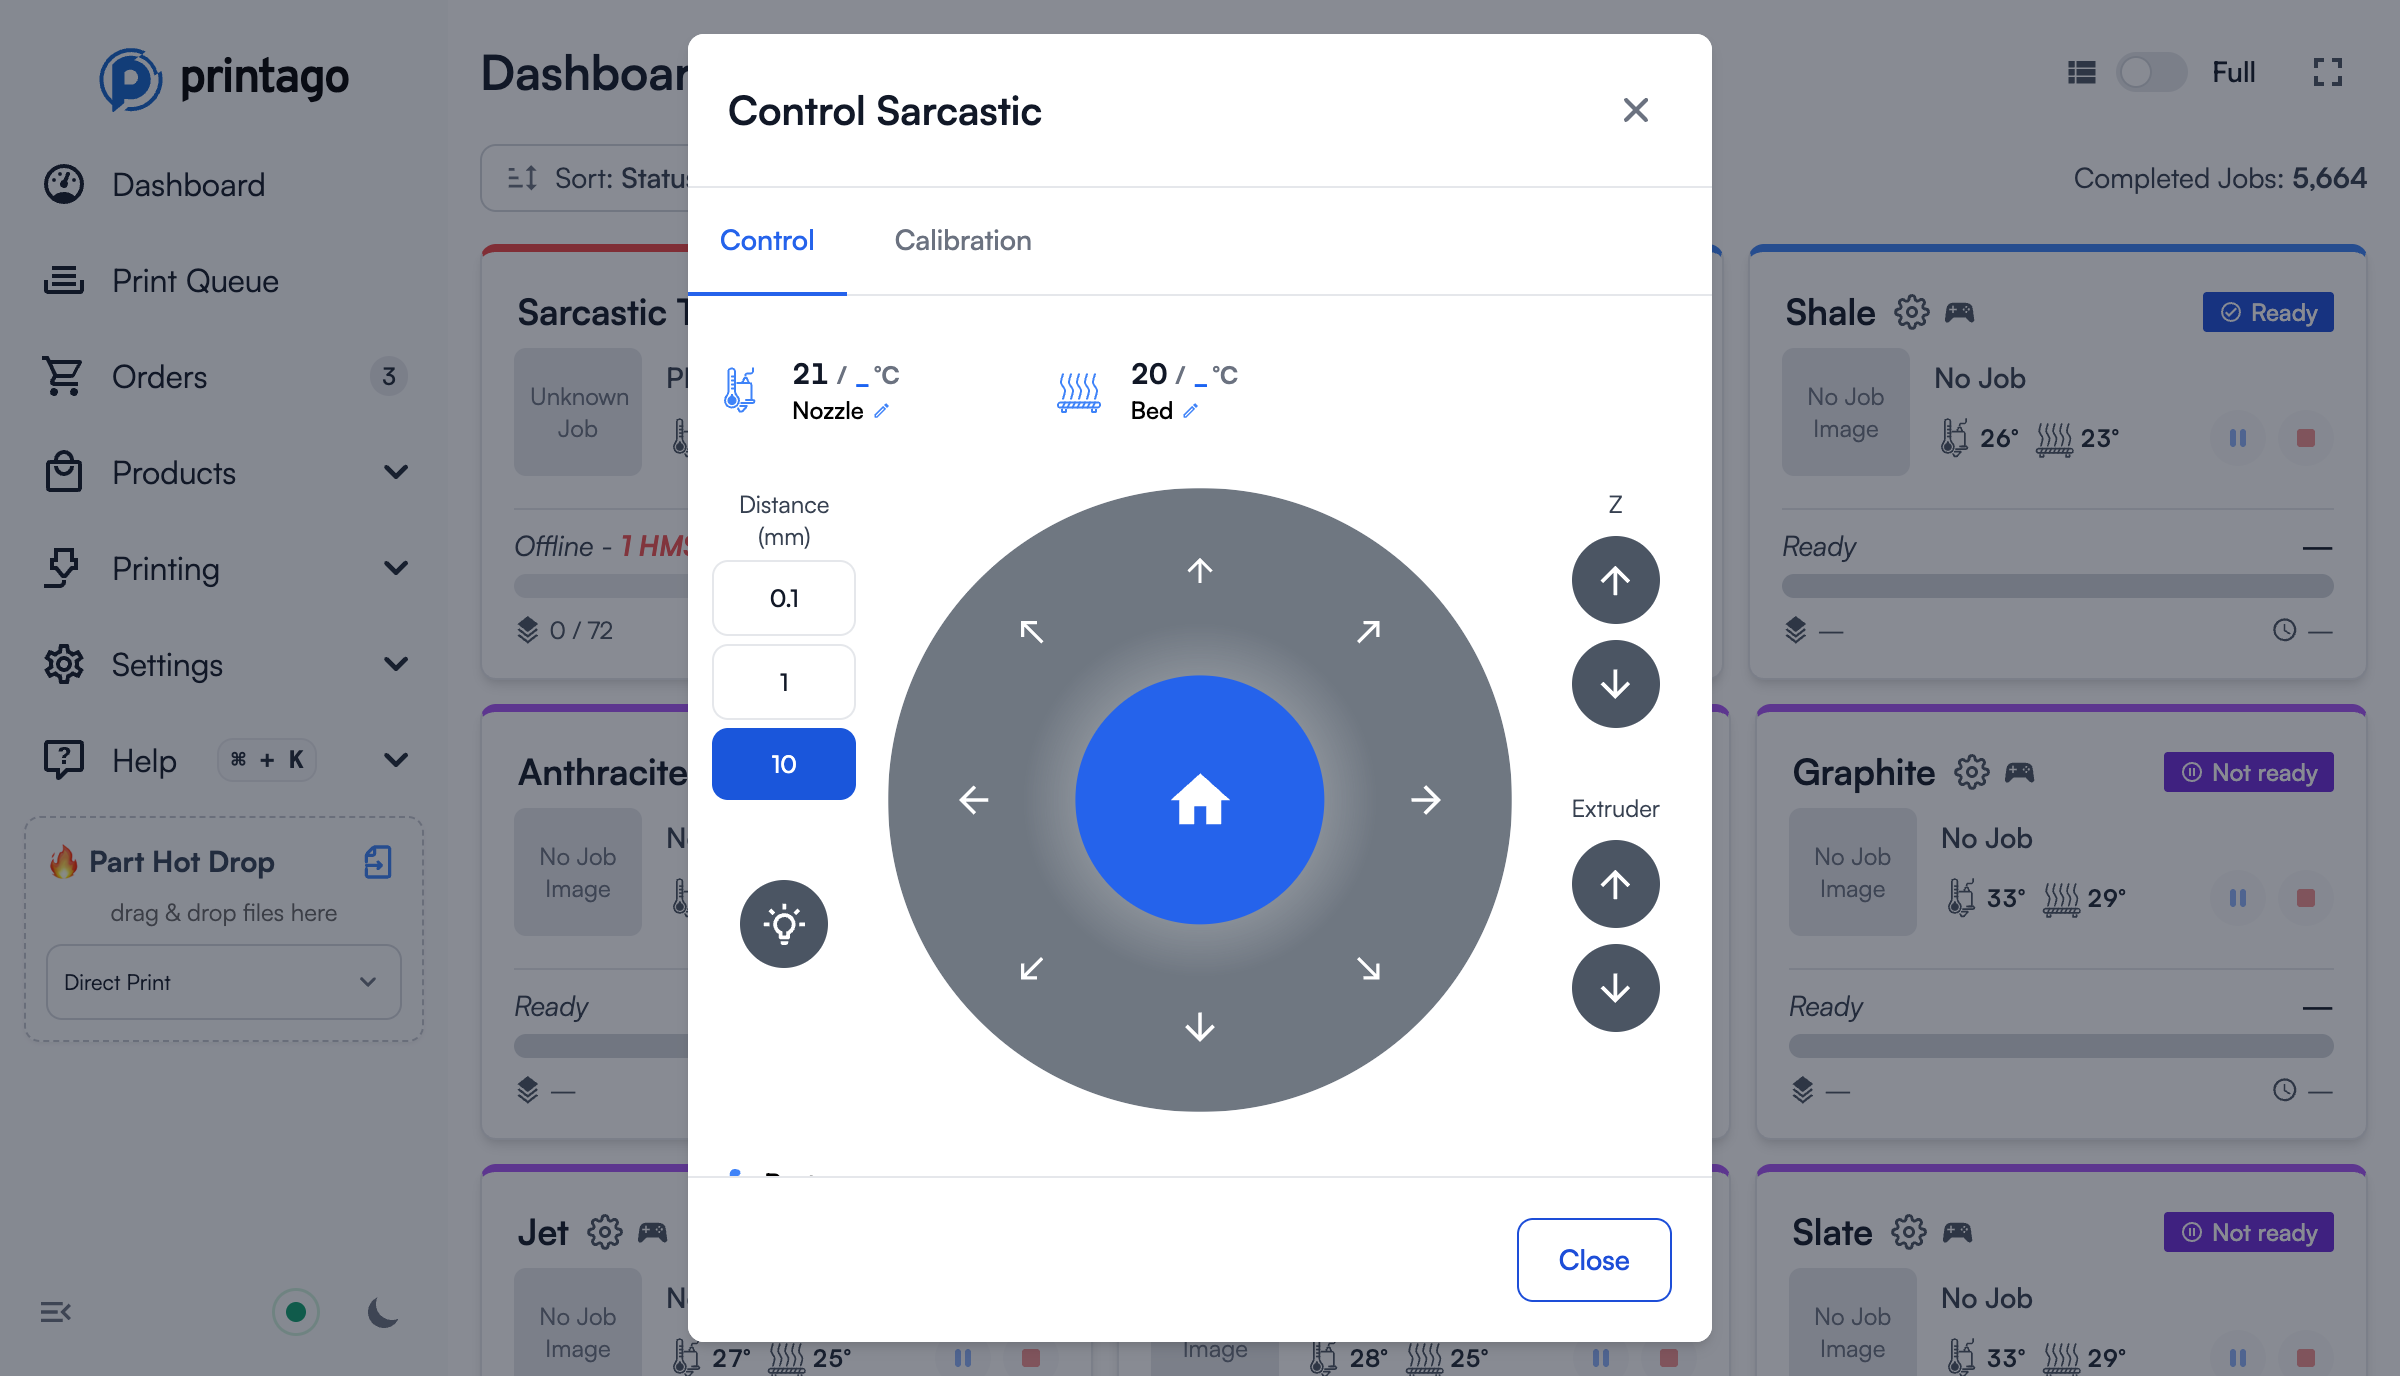 printago
Dashboard
Print Queue
Orders
3
Products
Printing
Settings
Help
⌘ + K
Part Hot Drop
drag & drop files here
Direct Print
Sort:
Completed Jobs: 5,664
Full
Sarcastic
Unknown
Job
Offline - 1
0 / 72
Anthracite
No Job
Image
Ready
—
Jet
No Job
Image
27°
25°
Image
28°
25°
Control Sarcastic
Control
Calibration
21 / _ °C
Nozzle
20 / _ °C
Bed
Distance
(mm)
0.1
1
10
Z
Extruder
Close
Shale
Ready
No Job
Image
No Job
26°
23°
Ready
—
—
—
Graphite
Not ready
No Job
Image
No Job
33°
29°
Ready
—
—
—
Slate
Not ready
No Job
Image
No Job
33°
29°